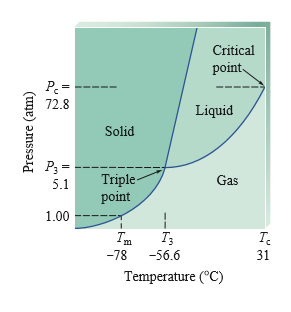 Pressure (atm)
Pc =
72.8
P3 =
5.1
1.00
Critical
point
Liquid
Solid
Triple
point
Gas
Tm T3 Tc
−78 −56.6 31
Temperature (°C)